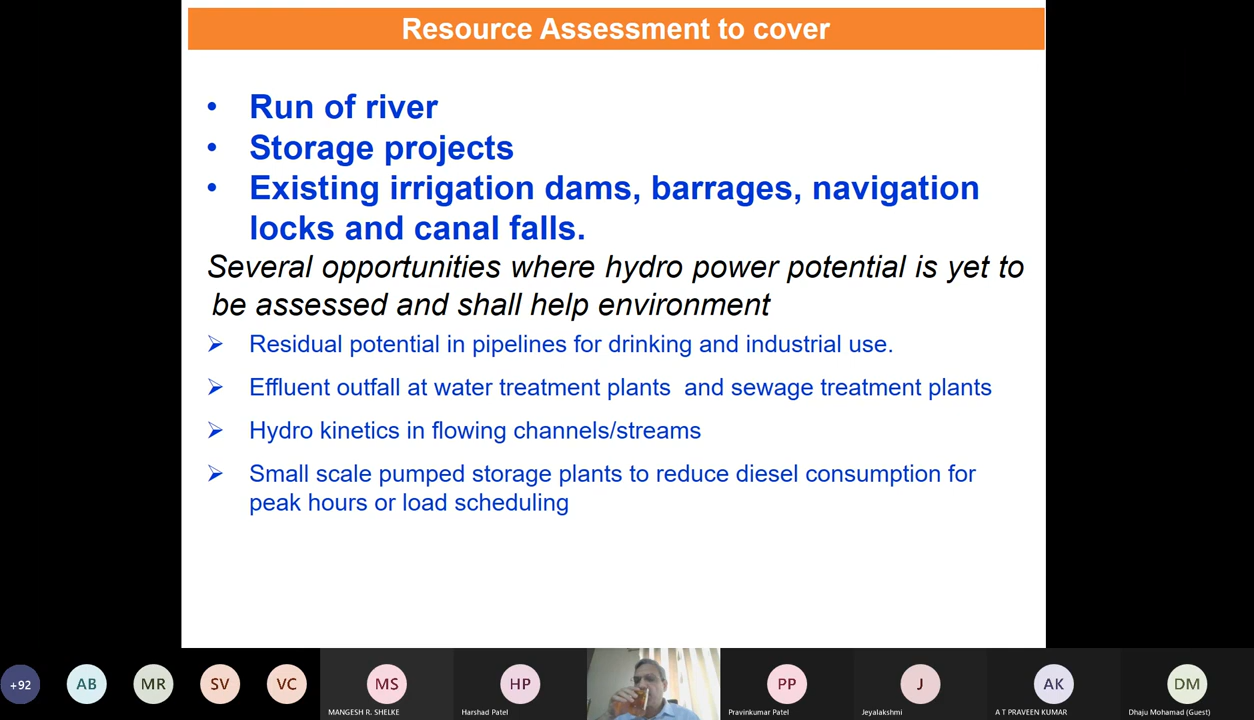 Resource Assessment to cover
• Run of river
• Storage projects
• Existing irrigation dams, barrages, navigation
locks and canal falls.
Several opportunities where hydro power potential is yet to
be assessed and shall help environment
➢ Residual potential in pipelines for drinking and industrial use.
➢ Effluent outfall at water treatment plants and sewage treatment plants
➢ Hydro kinetics in flowing channels/streams
➢ Small scale pumped storage plants to reduce diesel consumption for
peak hours or load scheduling
+92 AB MR SV VC MS HP PP J AK DM
MANGESH R. SHELKE Harshad Patel Pravinkumar Patel Jeyalakshmi A T PRAVEEN KUMAR Dhaju Mohamad (Guest)